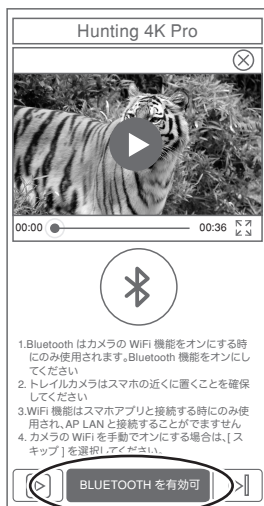 Hunting 4K Pro
00:00 00:36
1.Bluetooth はカメラの WiFi 機能をオンにする時
にのみ使用されます。Bluetooth 機能をオンにし
てください
2. トレイルカメラはスマホの近くに置くことを確保
してください
3.WiFi 機能はスマホアプリと接続する時にのみ使
用され、AP LAN と接続することがでますせん
4. カメラの WiFi を手動でオンにする場合は、[ ス
キップ ] を選択してください。
BLUETOOTH を有効可